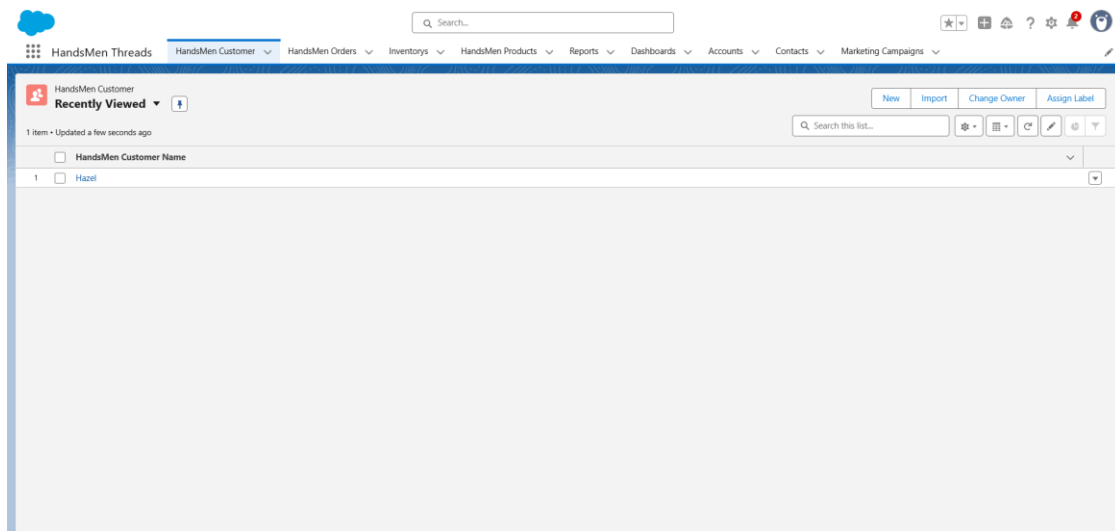 Search...
2
HandsMen Threads HandsMen Customer HandsMen Orders Inventorys HandsMen Products Reports Dashboards Accounts Contacts Marketing Campaigns
HandsMen Customer
Recently Viewed
New Import Change Owner Assign Label
1 item • Updated a few seconds ago
Search this list...
HandsMen Customer Name
1 Hazel